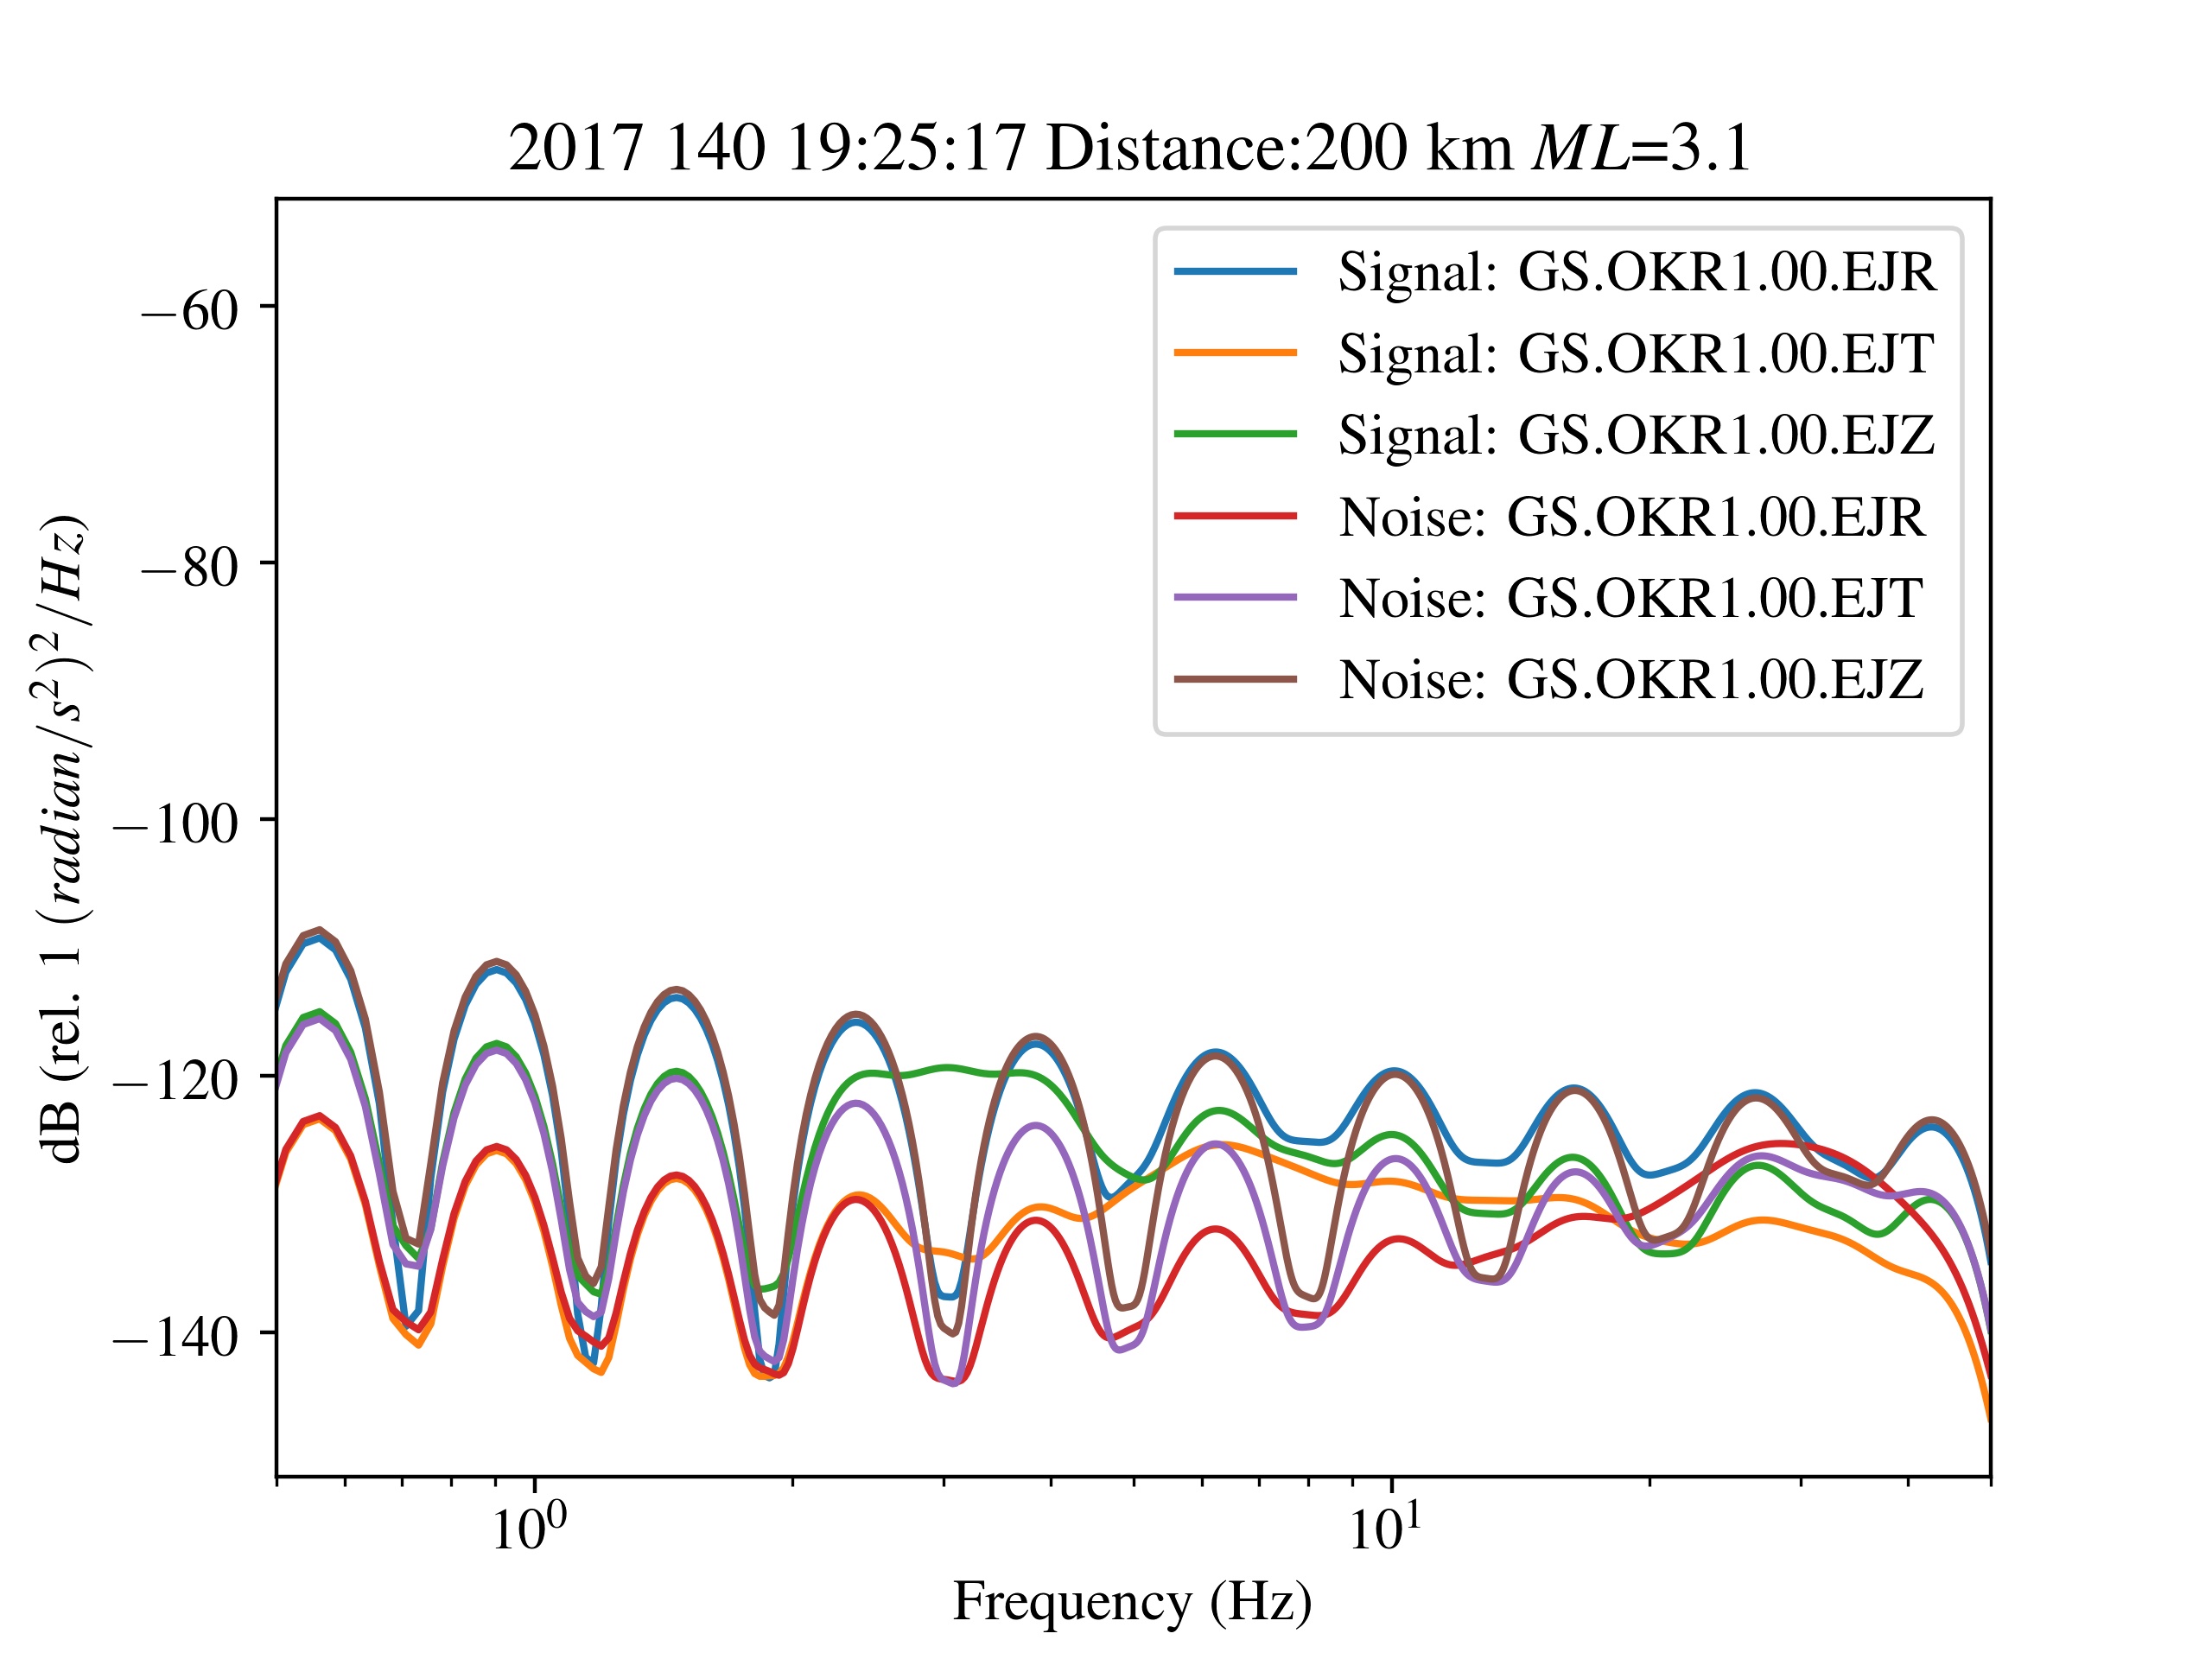 2017 140 19:25:17 Distance:200 km ML=3.1
Signal: GS.OKR1.00.EJR
Signal: GS.OKR1.00.EJT
Signal: GS.OKR1.00.EJZ
Noise: GS.OKR1.00.EJR
Noise: GS.OKR1.00.EJT
Noise: GS.OKR1.00.EJZ
−60
−80
−100
−120
−140
dB (rel. 1 (radian/s²)²/Hz)
10⁰
10¹
Frequency (Hz)